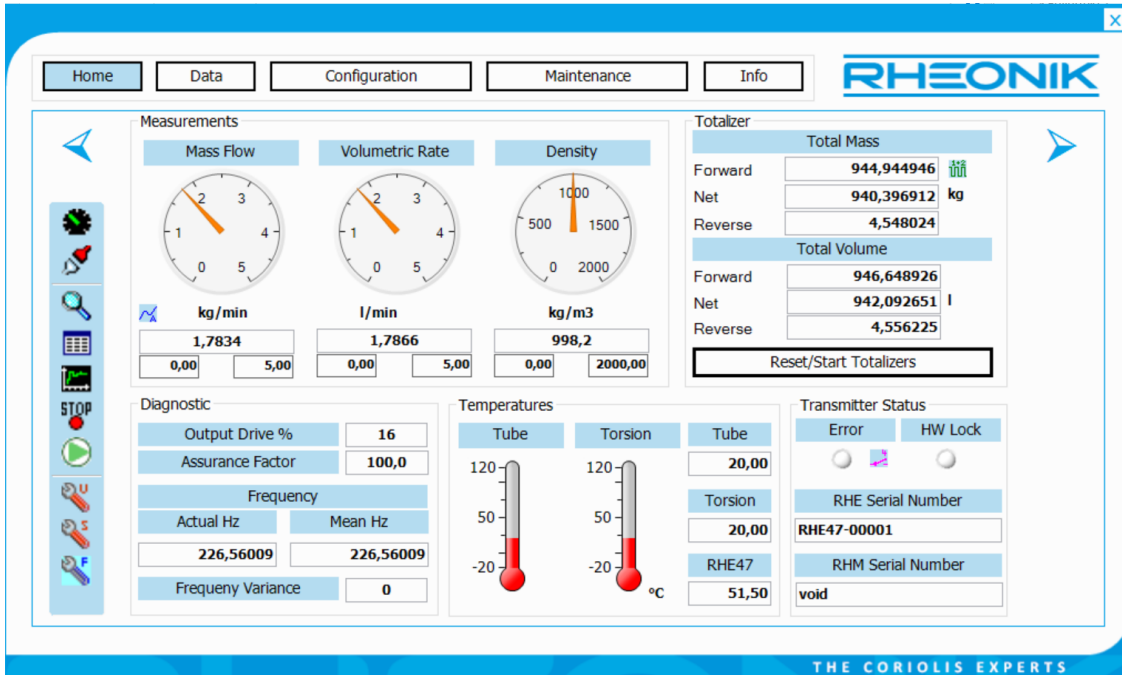 X
Home Data Configuration Maintenance Info RHEONIK
Measurements
Mass Flow Volumetric Rate Density
0 1 2 3 4 5
0 1 2 3 4 5
0 500 1000 1500 2000
kg/min l/min kg/m3
1,7834 1,7866 998,2
0,00 5,00 0,00 5,00 0,00 2000,00
Totalizer
Total Mass
Forward 944,944946
Net 940,396912 kg
Reverse 4,548024
Total Volume
Forward 946,648926
Net 942,092651 l
Reverse 4,556225
Reset/Start Totalizers
STOP
U
S
F
Diagnostic
Output Drive % 16
Assurance Factor 100,0
Frequency
Actual Hz Mean Hz
226,56009 226,56009
Frequeny Variance 0
Temperatures
Tube Torsion Tube
120 120 20,00
50 50 Torsion
20,00
-20 -20 RHE47
°C 51,50
Transmitter Status
Error HW Lock
RHE Serial Number
RHE47-00001
RHM Serial Number
void
THE CORIOLIS EXPERTS